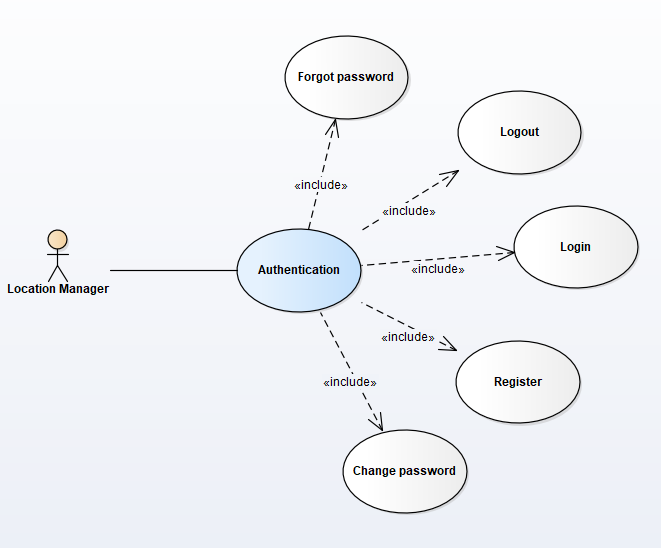 Forgot password
Logout
«include»
«include»
Login
Authentication
«include»
Location Manager
«include»
Register
«include»
Change password